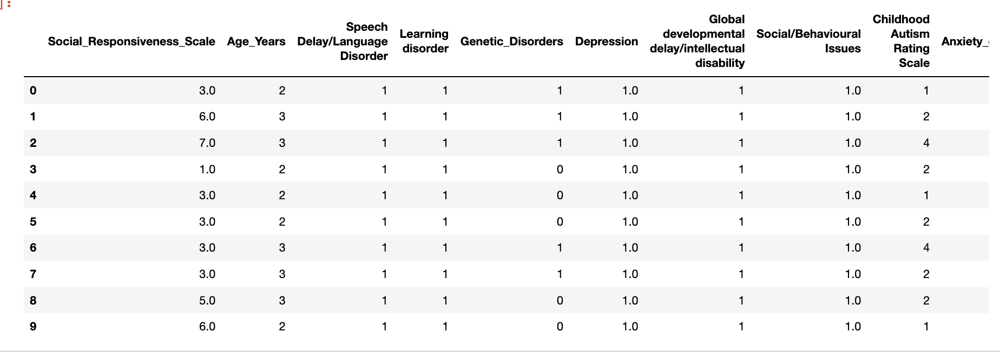 ]:
Social_Responsiveness_Scale Age_Years Speech Delay/Language Disorder Learning disorder Genetic_Disorders Depression Global developmental delay/intellectual disability Social/Behavioural Issues Childhood Autism Rating Scale Anxiety_
0 3.0 2 1 1 1 1.0 1 1.0 1
1 6.0 3 1 1 1 1.0 1 1.0 2
2 7.0 3 1 1 1 1.0 1 1.0 4
3 1.0 2 1 1 0 1.0 1 1.0 2
4 3.0 2 1 1 0 1.0 1 1.0 1
5 3.0 2 1 1 0 1.0 1 1.0 2
6 3.0 3 1 1 1 1.0 1 1.0 4
7 3.0 3 1 1 1 1.0 1 1.0 2
8 5.0 3 1 1 0 1.0 1 1.0 2
9 6.0 2 1 1 0 1.0 1 1.0 1